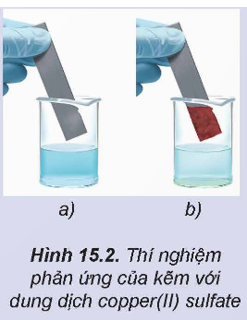 a) b)
Hình 15.2. Thí nghiệm
phản ứng của kẽm với
dung dịch copper(II) sulfate